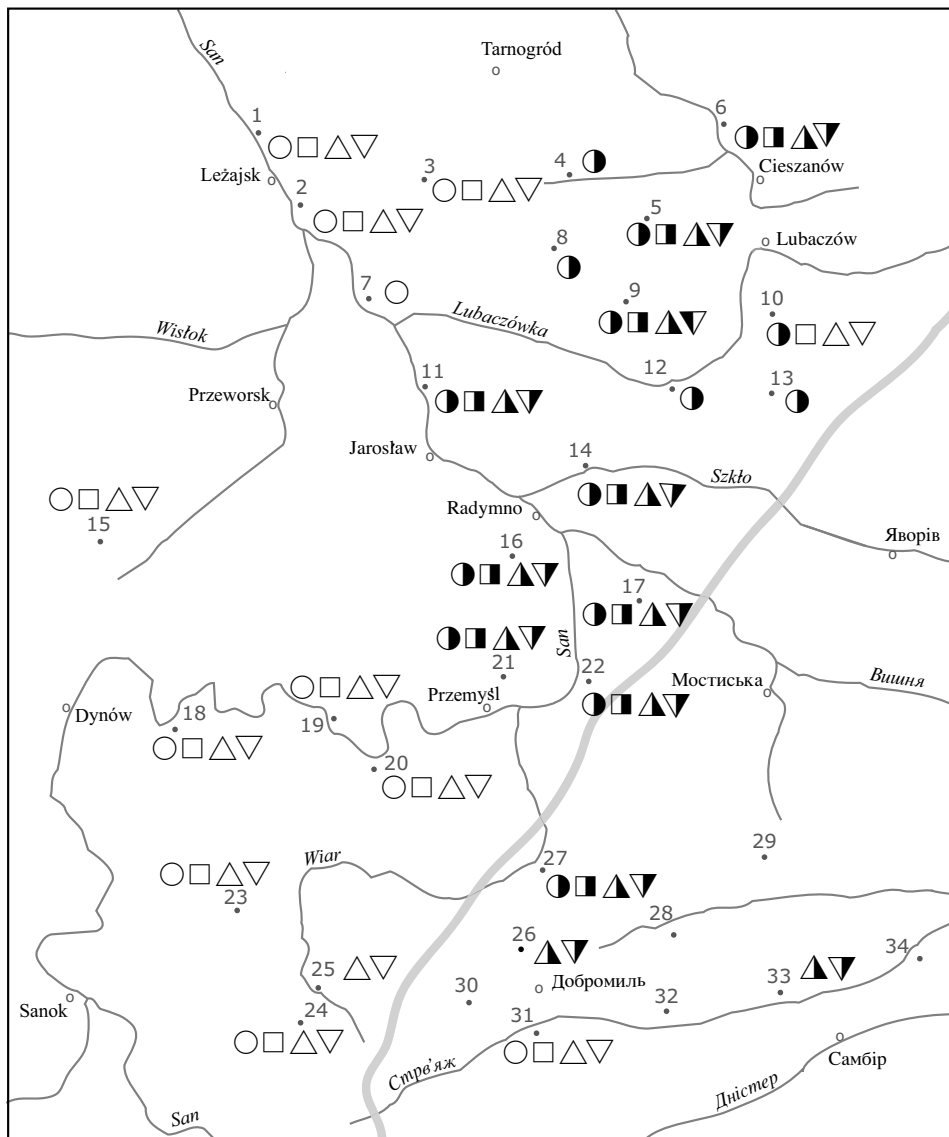 San
Tarnogród
1
6
Leżajsk
3
4
Cieszanów
2
5
8
Lubaczów
7
9
10
Wisłok
Lubaczówka
11
12
13
Przeworsk
Jarosław
14
Szkło
15
Radymno
Яворів
16
17
San
21
22
Мостиська
Вишня
Dynów
18
19
Przemyśl
20
Wiar
27
29
23
28
26
34
25
Добромиль
33
Sanok
30
32
24
31
Стрв'яж
Самбір
Дністер
San